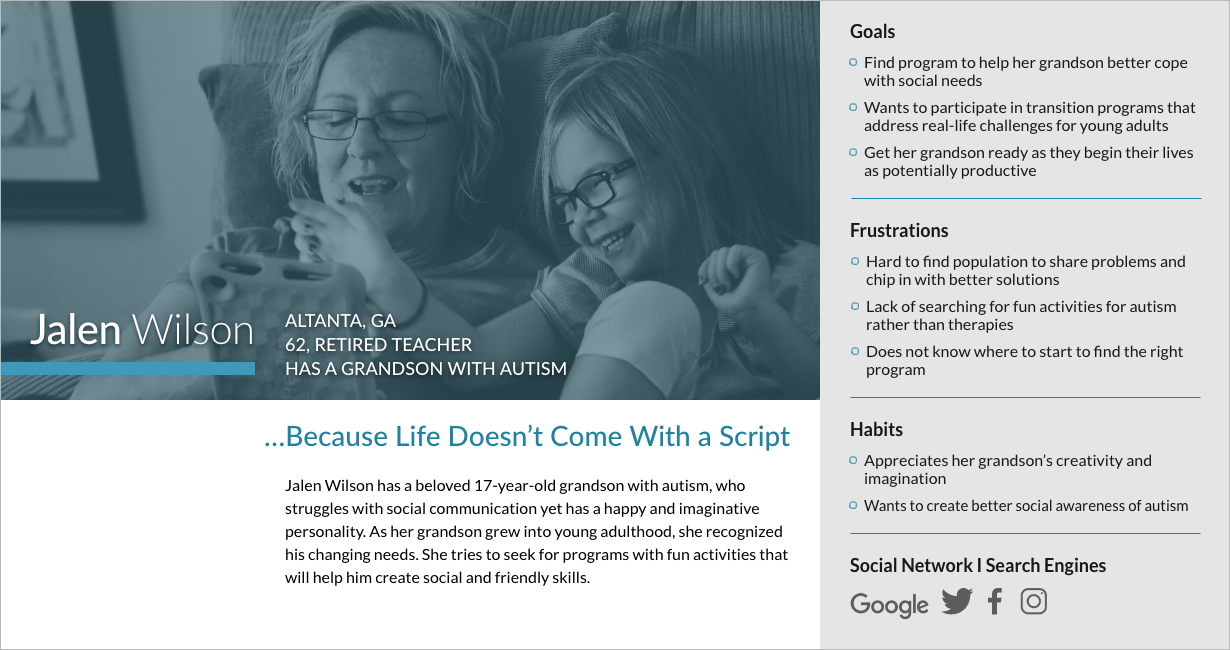 Jalen Wilson
ALTANTA, GA
62, RETIRED TEACHER
HAS A GRANDSON WITH AUTISM
...Because Life Doesn’t Come With a Script
Jalen Wilson has a beloved 17-year-old grandson with autism, who
struggles with social communication yet has a happy and imaginative
personality. As her grandson grew into young adulthood, she recognized
his changing needs. She tries to seek for programs with fun activities that
will help him create social and friendly skills.
Goals
Find program to help her grandson better cope
with social needs
Wants to participate in transition programs that
address real-life challenges for young adults
Get her grandson ready as they begin their lives
as potentially productive
Frustrations
Hard to find population to share problems and
chip in with better solutions
Lack of searching for fun activities for autism
rather than therapies
Does not know where to start to find the right
program
Habits
Appreciates her grandson’s creativity and
imagination
Wants to create better social awareness of autism
Social Network I Search Engines
Google